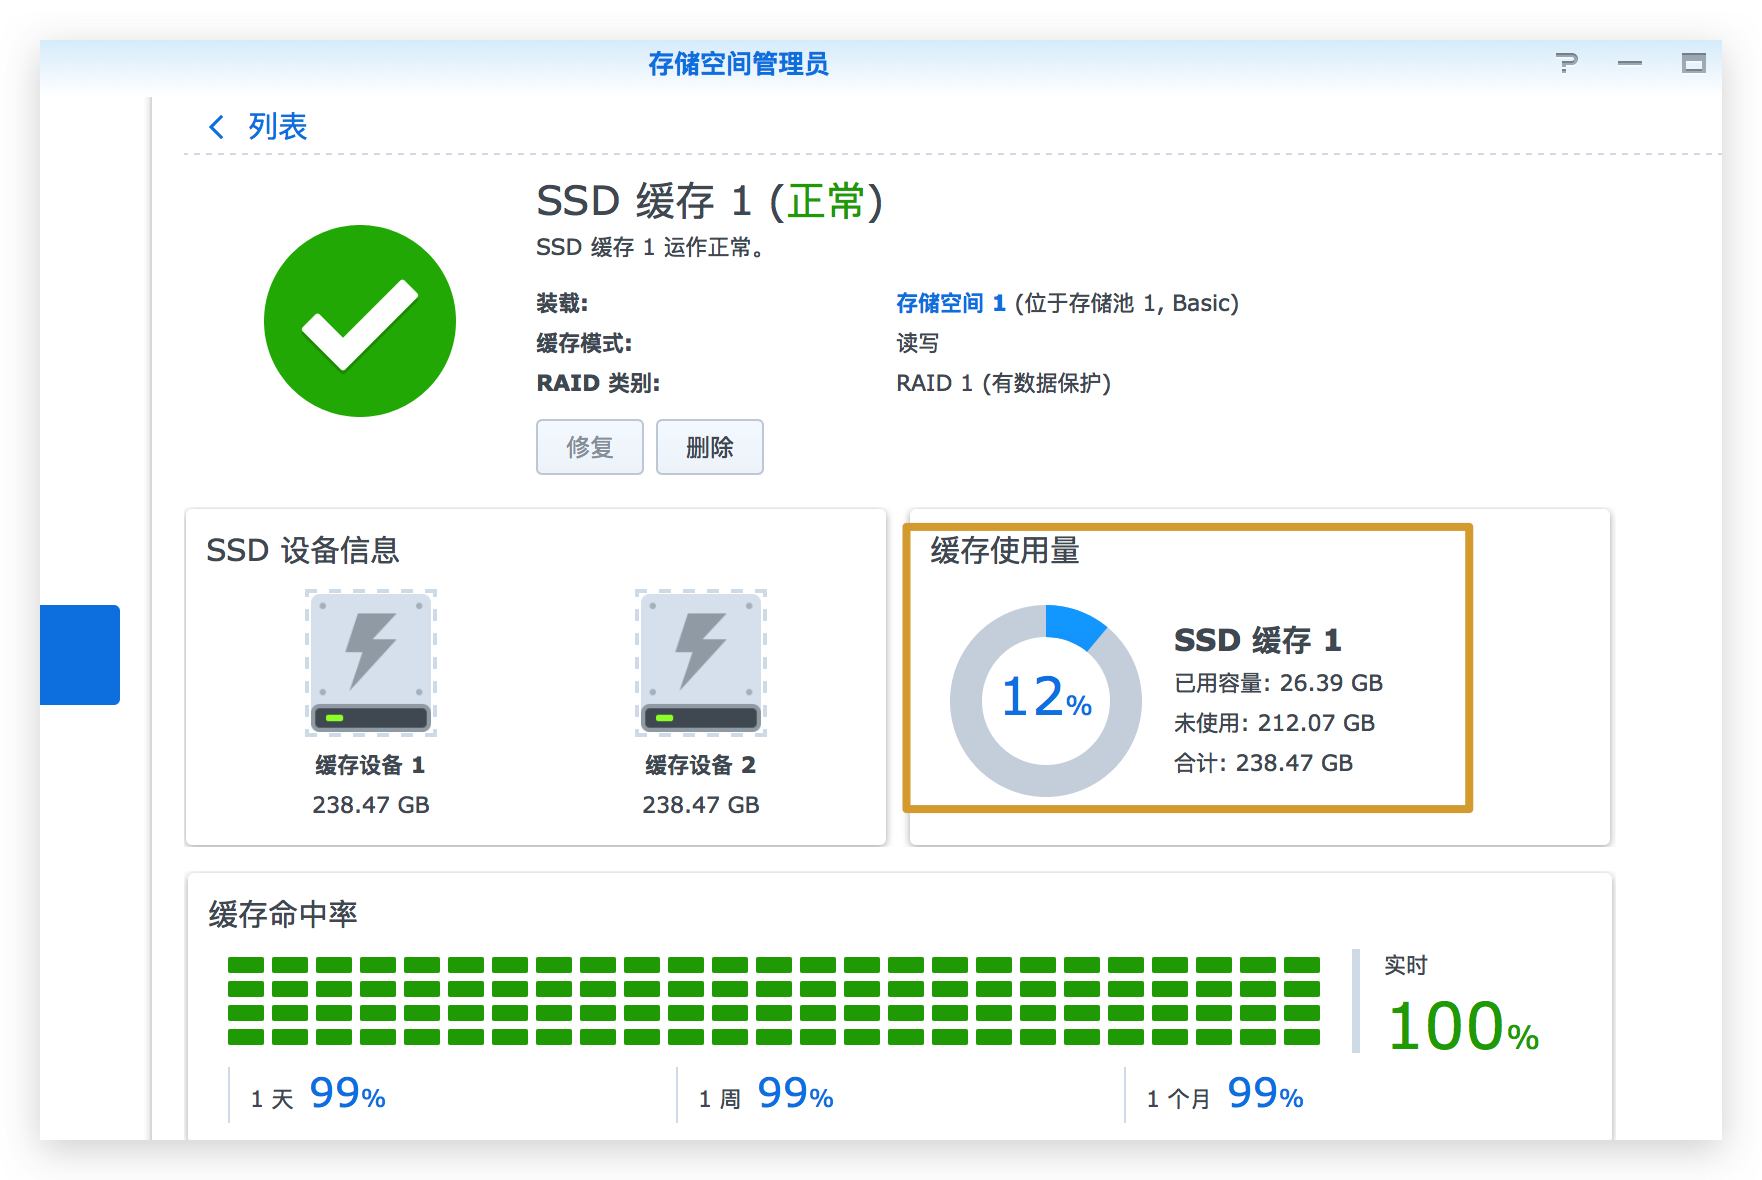 存储空间管理员
列表
SSD 缓存 1 (正常)
SSD 缓存 1 运作正常。
装载: 存储空间 1 (位于存储池 1, Basic)
缓存模式: 读写
RAID 类别: RAID 1 (有数据保护)
修复 删除
SSD 设备信息
缓存设备 1
238.47 GB
缓存设备 2
238.47 GB
缓存使用量
12%
SSD 缓存 1
已用容量: 26.39 GB
未使用: 212.07 GB
合计: 238.47 GB
缓存命中率
实时
100%
1 天 99%
1 周 99%
1 个月 99%